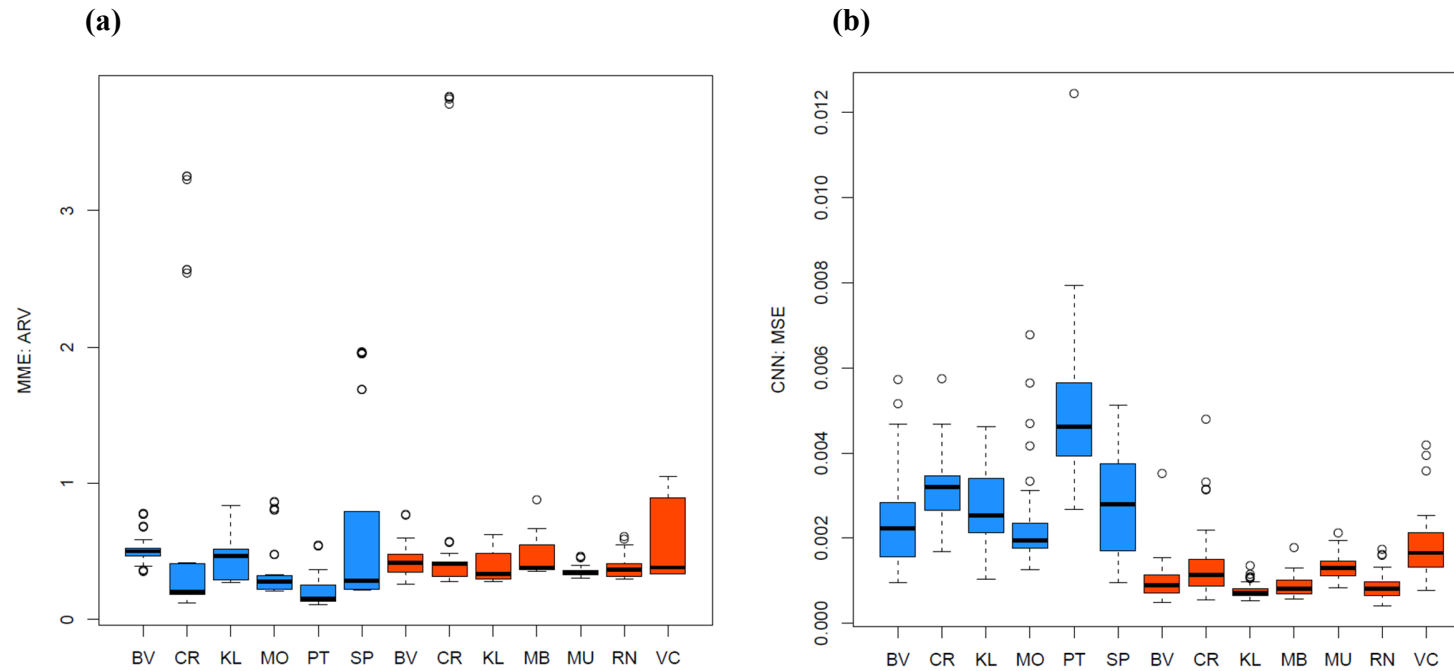 (a)
MME: ARV
3
2
1
0
BV CR KL MO PT SP BV CR KL MB MU RN VC
(b)
CNN: MSE
0.012
0.010
0.008
0.006
0.004
0.002
0.000
BV CR KL MO PT SP BV CR KL MB MU RN VC